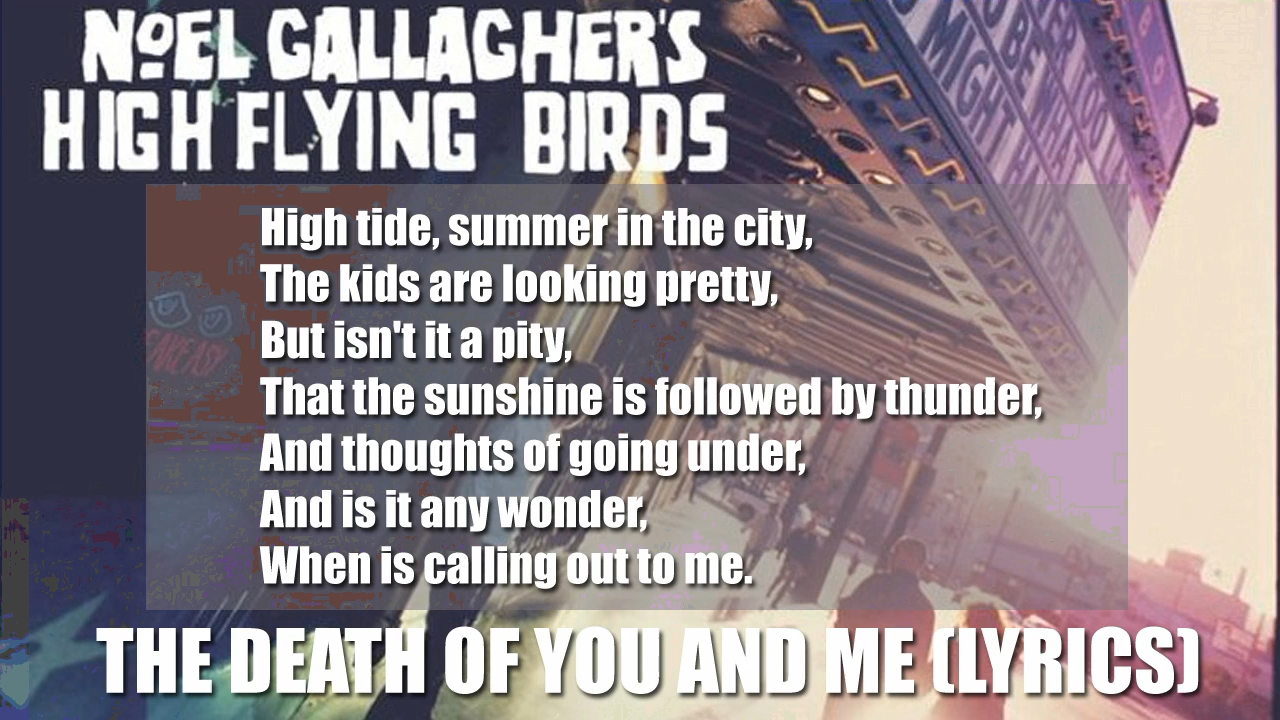 NOEL GALLAGHER'S
HIGH FLYING BIRDS
MIGHT
High tide, summer in the city,
The kids are looking pretty,
But isn't it a pity,
That the sunshine is followed by thunder,
And thoughts of going under,
And is it any wonder,
When is calling out to me.
THE DEATH OF YOU AND ME (LYRICS)